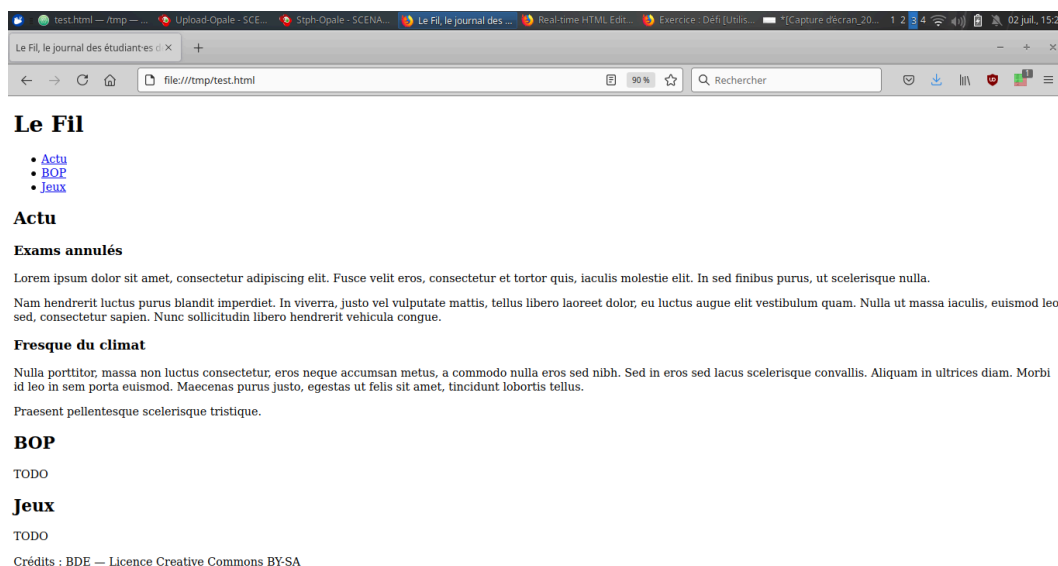 test.html — /tmp — ... Upload-Opale - SCE... Stph-Opale - SCENA... Le Fil, le journal des ... Real-time HTML Edit... Exercice : Défi [Utilis... *[Capture d'écran_20... 1 2 3 4 02 juil., 15:2
Le Fil, le journal des étudiant·es d
file:///tmp/test.html 90 % Rechercher 1
Le Fil
Actu
BOP
Jeux
Actu
Exams annulés
Lorem ipsum dolor sit amet, consectetur adipiscing elit. Fusce velit eros, consectetur et tortor quis, iaculis molestie elit. In sed finibus purus, ut scelerisque nulla.
Nam hendrerit luctus purus blandit imperdiet. In viverra, justo vel vulputate mattis, tellus libero laoreet dolor, eu luctus augue elit vestibulum quam. Nulla ut massa iaculis, euismod leo
sed, consectetur sapien. Nunc sollicitudin libero hendrerit vehicula congue.
Fresque du climat
Nulla porttitor, massa non luctus consectetur, eros neque accumsan metus, a commodo nulla eros sed nibh. Sed in eros sed lacus scelerisque convallis. Aliquam in ultrices diam. Morbi
id leo in sem porta euismod. Maecenas purus justo, egestas ut felis sit amet, tincidunt lobortis tellus.
Praesent pellentesque scelerisque tristique.
BOP
TODO
Jeux
TODO
Crédits : BDE — Licence Creative Commons BY-SA